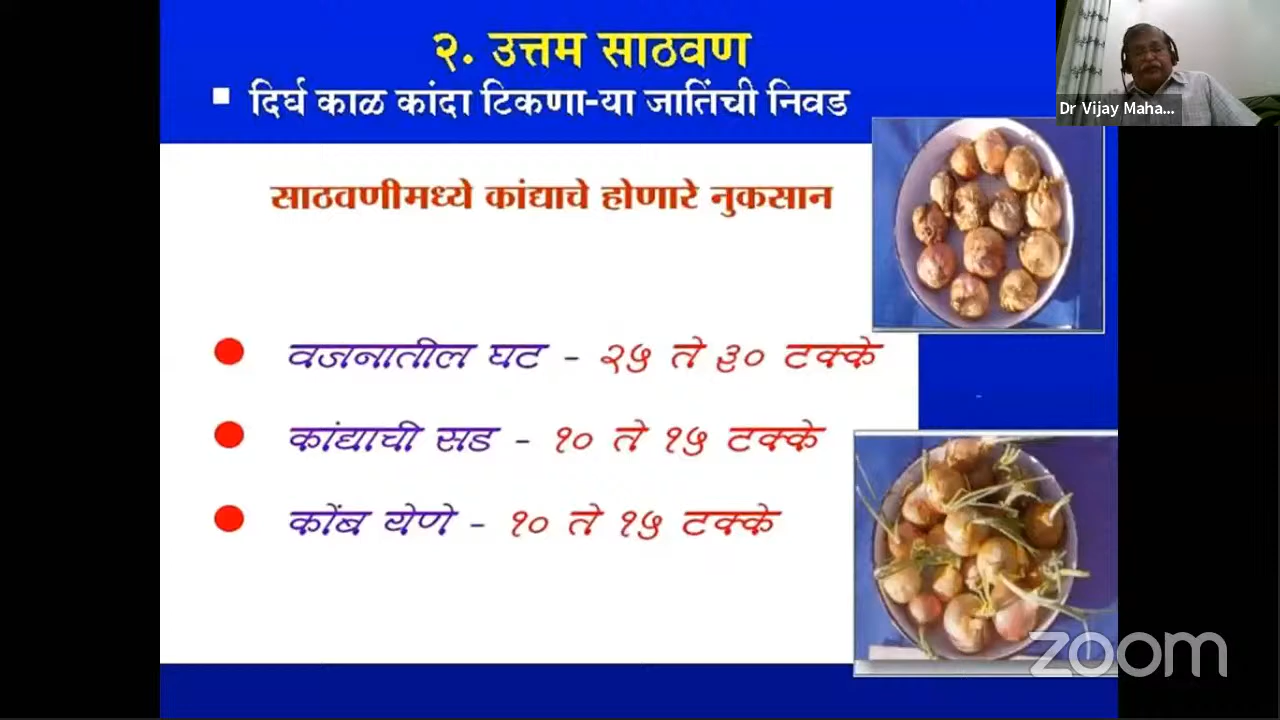 २. उत्तम साठवण
दिर्घ काळ कांदा टिकणा-या जातिंची निवड
Dr Vijay Maha...
साठवणीमध्ये कांद्याचे होणारे नुकसान
वजनातील घट - २५ ते ३० टक्के
कांद्याची सड - १० ते १५ टक्के
कोंब येणे - १० ते १५ टक्के
zoom